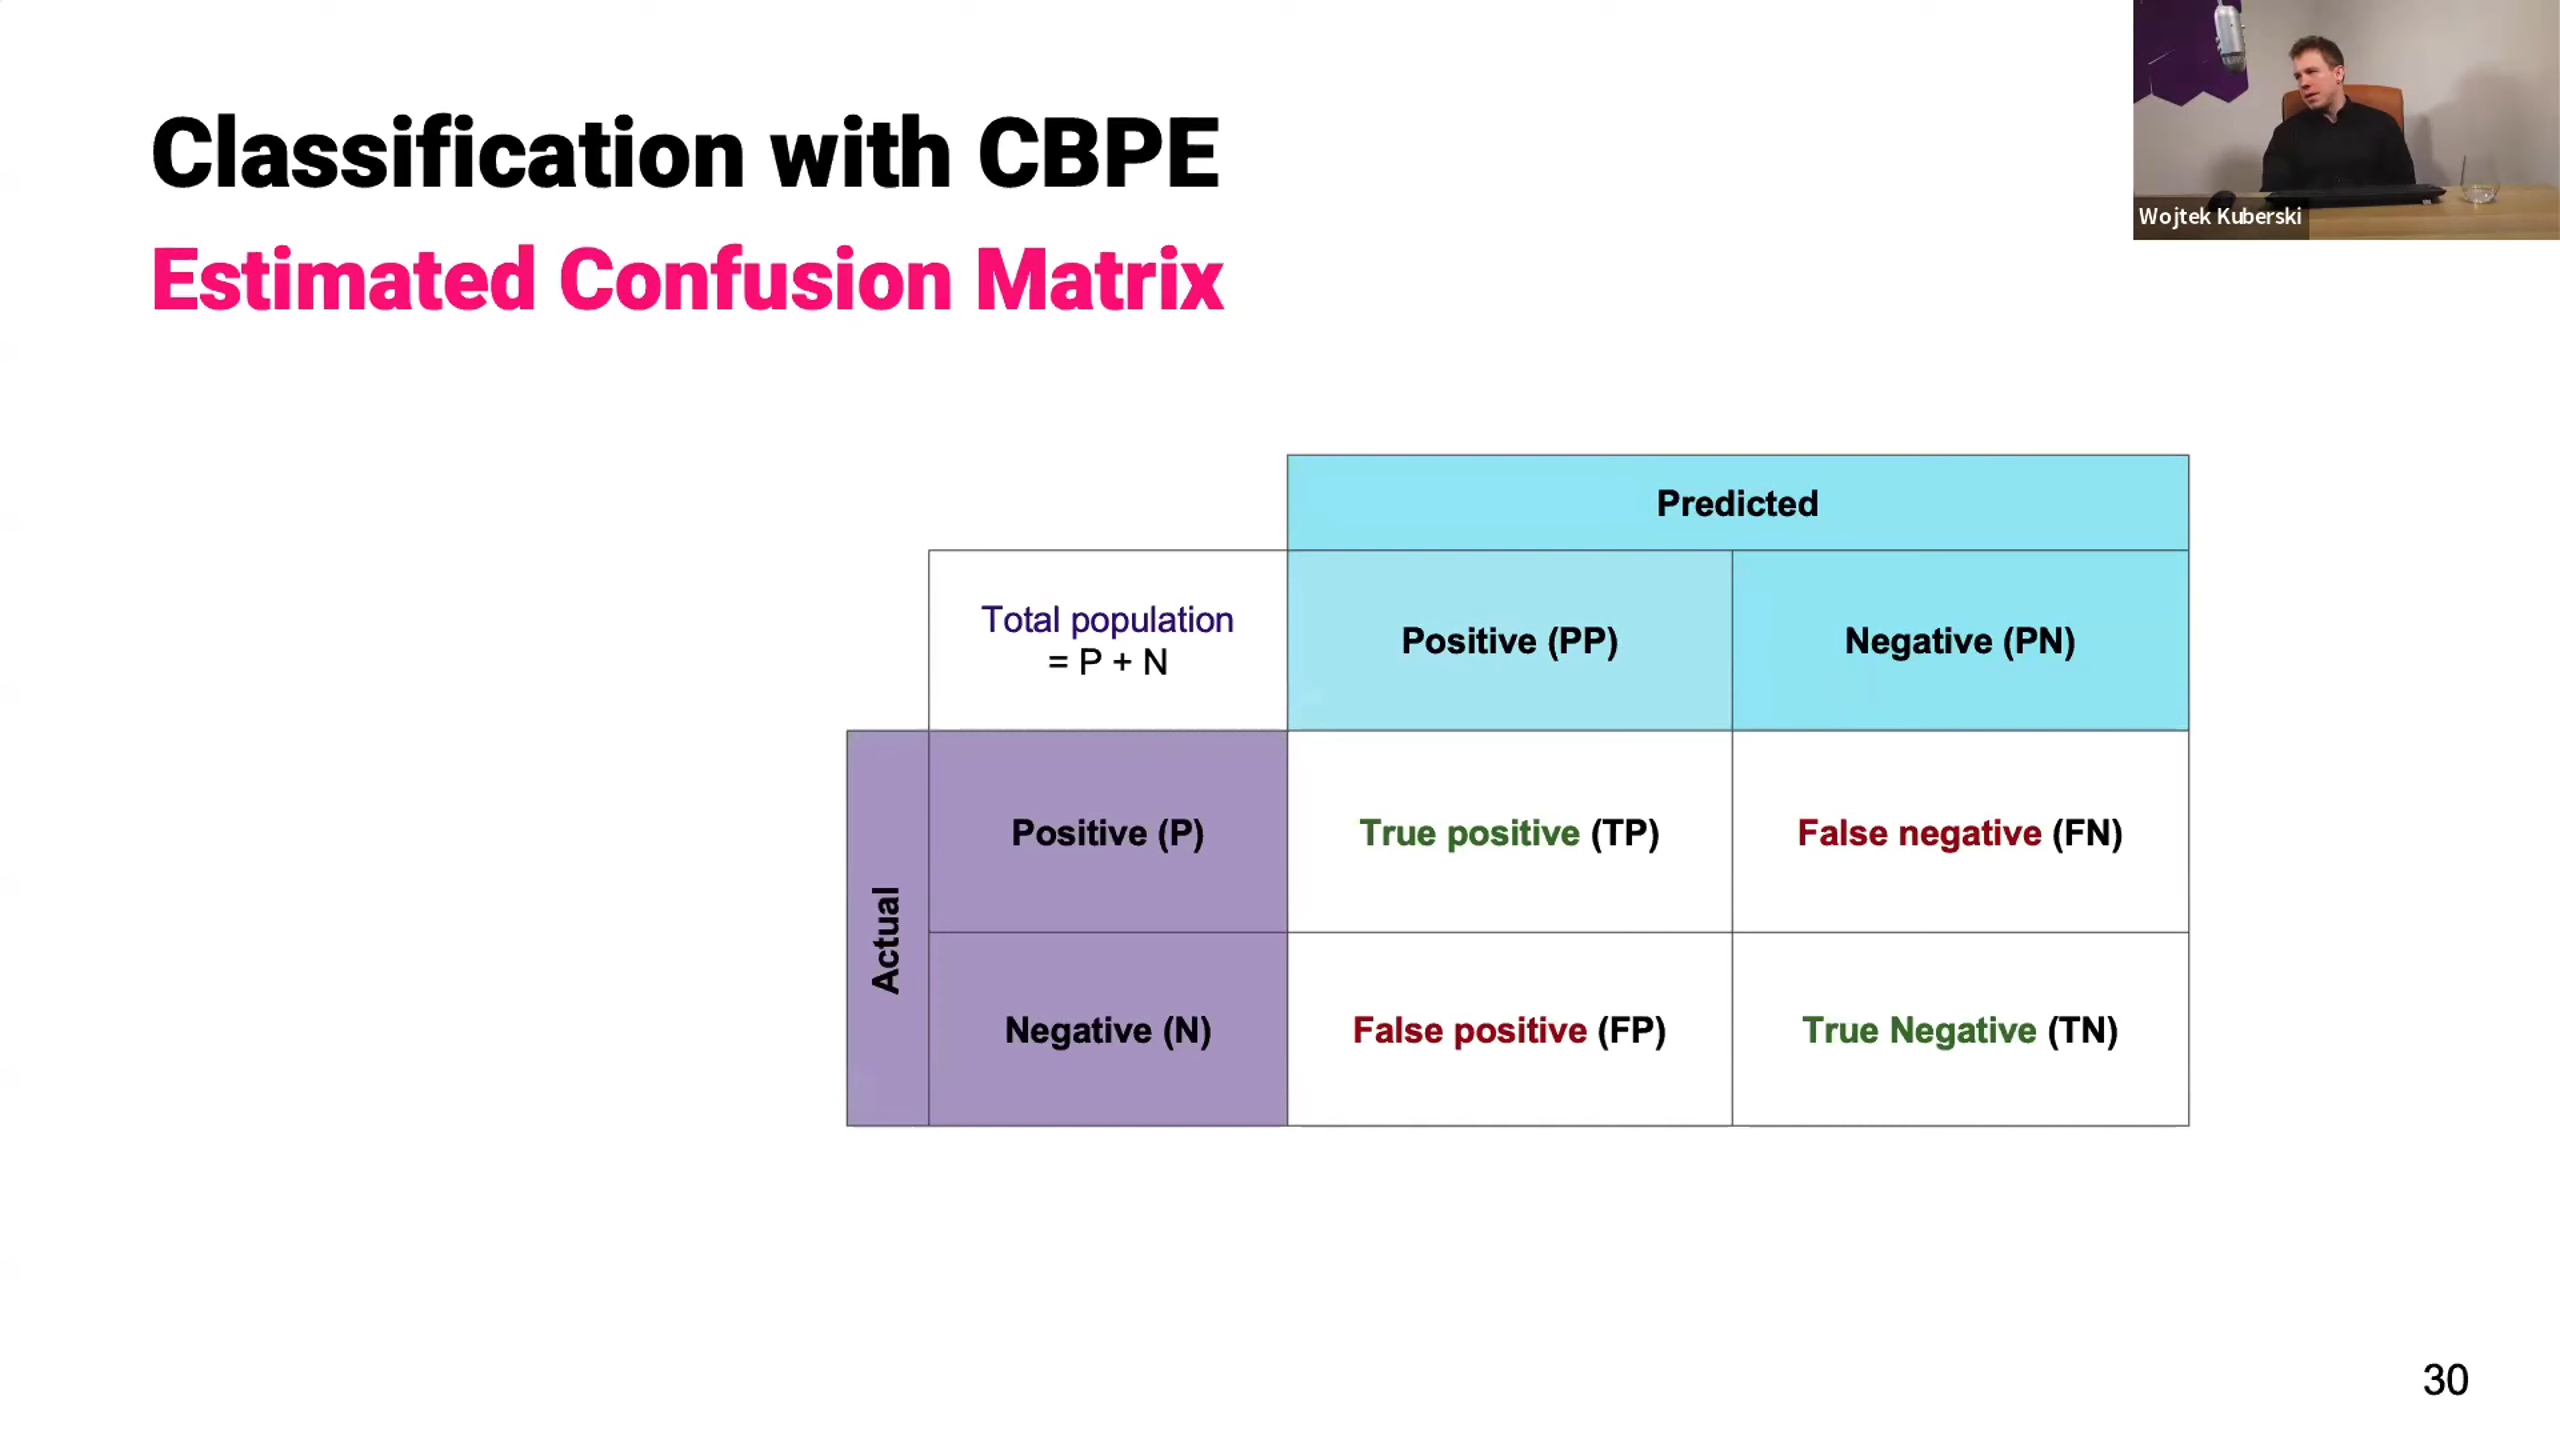 Classification with CBPE
Estimated Confusion Matrix
Wojtek Kuberski
Predicted
Total population
= P + N
Positive (PP)
Negative (PN)
Actual
Positive (P)
True positive (TP)
False negative (FN)
Negative (N)
False positive (FP)
True Negative (TN)
30